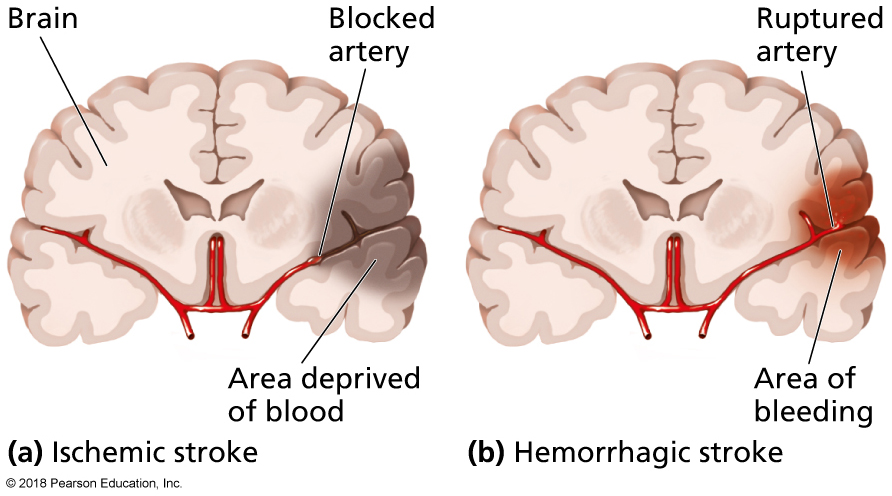 Brain
Blocked
artery
Ruptured
artery
Area deprived
of blood
Area of
bleeding
(a) Ischemic stroke
(b) Hemorrhagic stroke
© 2018 Pearson Education, Inc.